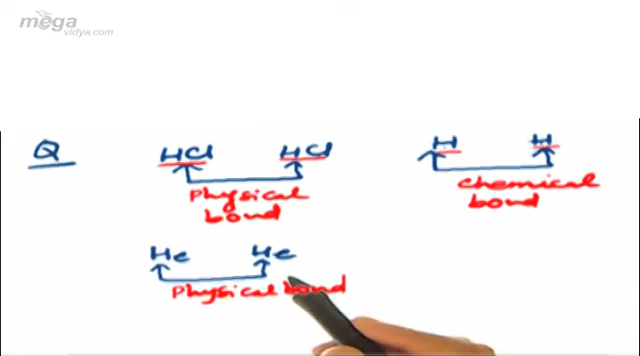 mega
vidya.com
Q HCl HCl H H
Physical bond
chemical bond
He He
Physical bond